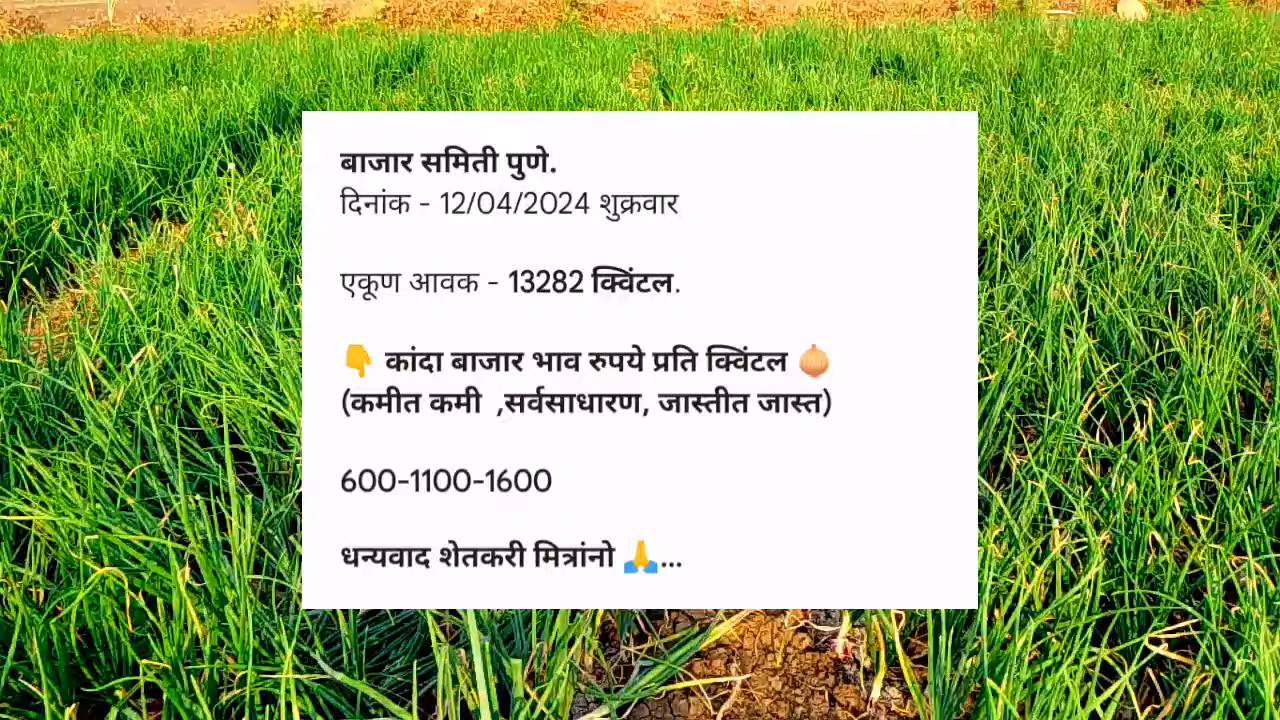 बाजार समिती पुणे.
दिनांक - 12/04/2024 शुक्रवार
एकूण आवक - 13282 क्विंटल.
👇 कांदा बाजार भाव रुपये प्रति क्विंटल 🧅
(कमीत कमी ,सर्वसाधारण, जास्तीत जास्त)
600-1100-1600
धन्यवाद शेतकरी मित्रांनो 🙏...